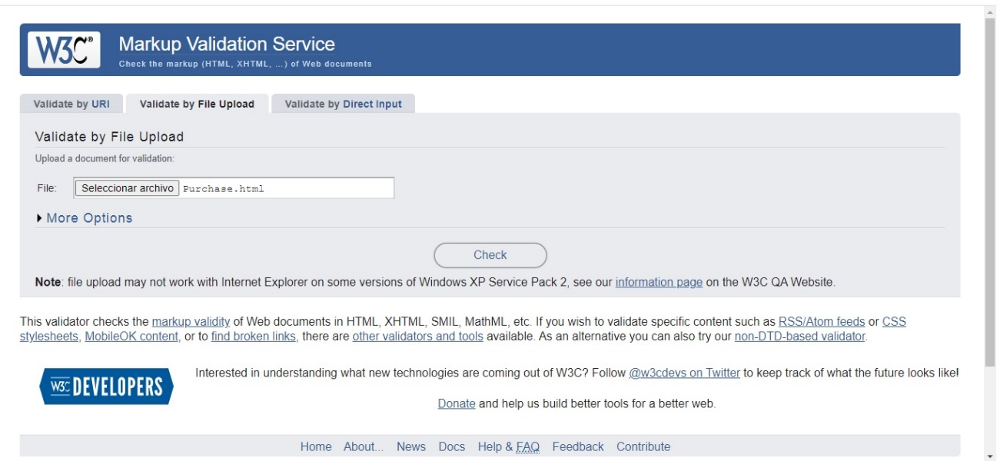 W3C®
Markup Validation Service
Check the markup (HTML, XHTML, ...) of Web documents
Validate by URI
Validate by File Upload
Validate by Direct Input
Validate by File Upload
Upload a document for validation:
File: Seleccionar archivo Purchase.html
More Options
Check
Note: file upload may not work with Internet Explorer on some versions of Windows XP Service Pack 2, see our information page on the W3C QA Website.
This validator checks the markup validity of Web documents in HTML, XHTML, SMIL, MathML, etc. If you wish to validate specific content such as RSS/Atom feeds or CSS
stylesheets, MobileOK content, or to find broken links, there are other validators and tools available. As an alternative you can also try our non-DTD-based validator.
W3C DEVELOPERS
Interested in understanding what new technologies are coming out of W3C? Follow @w3cdevs on Twitter to keep track of what the future looks like!
Donate and help us build better tools for a better web.
Home About... News Docs Help & FAQ Feedback Contribute